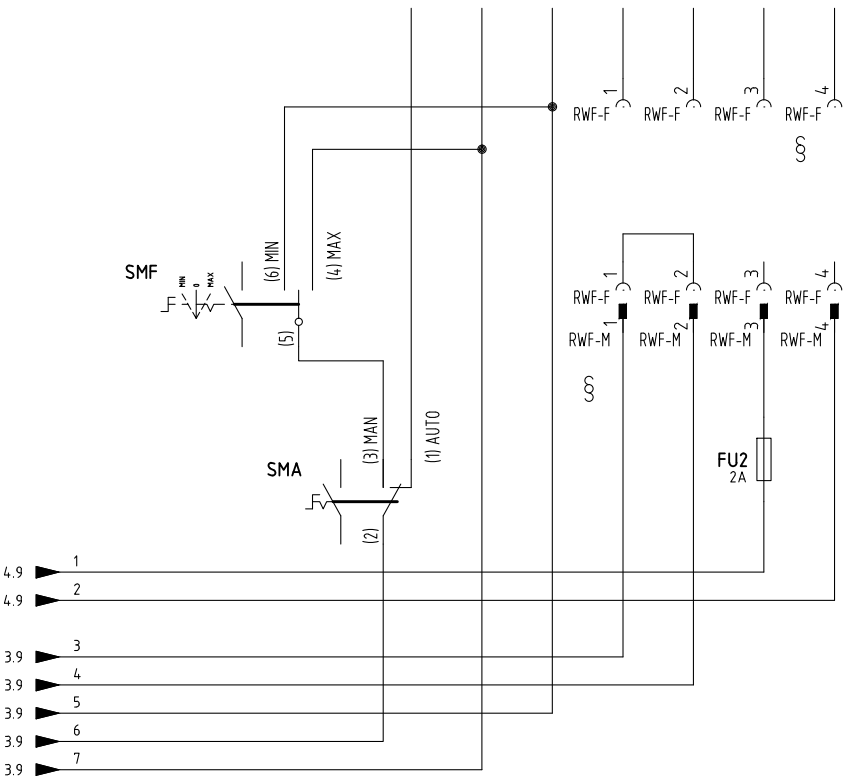 1 2 3 4
RWF-F RWF-F RWF-F RWF-F
§
(6) MIN (4) MAX
SMF MIN 0 MAX
1 2 3 4
RWF-F RWF-F RWF-F RWF-F
1 2 3 4
RWF-M RWF-M RWF-M RWF-M
(5)
§
(3) MAN (1) AUTO
SMA
FU2
2A
(2)
4.9 1
4.9 2
3.9 3
3.9 4
3.9 5
3.9 6
3.9 7